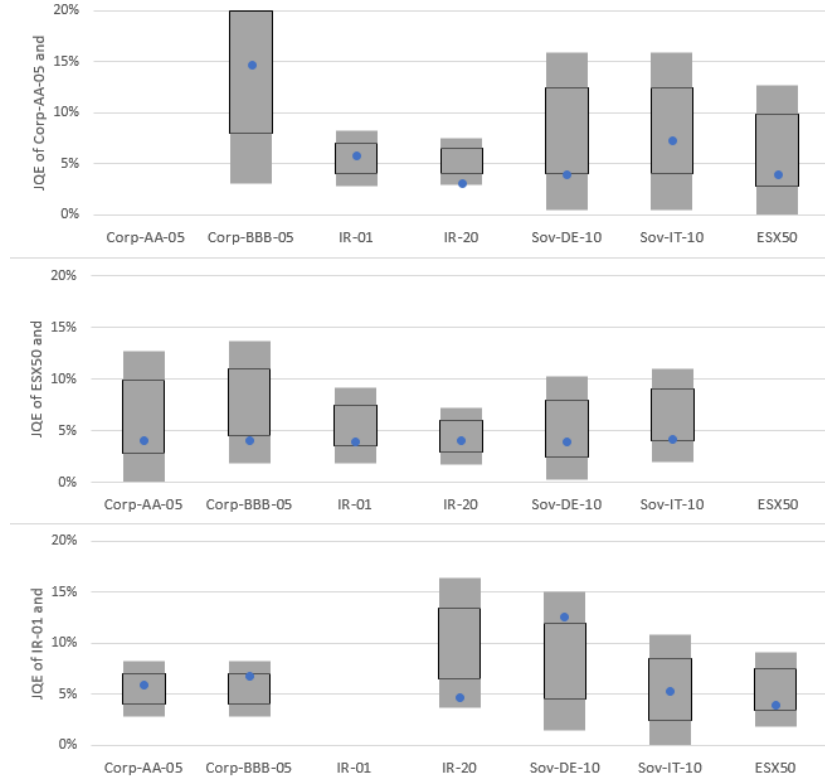 JQE of Corp-AA-05 and
20%
15%
10%
5%
0%
Corp-AA-05 Corp-BBB-05 IR-01 IR-20 Sov-DE-10 Sov-IT-10 ESX50
JQE of ESX50 and
20%
15%
10%
5%
0%
Corp-AA-05 Corp-BBB-05 IR-01 IR-20 Sov-DE-10 Sov-IT-10 ESX50
JQE of IR-01 and
20%
15%
10%
5%
0%
Corp-AA-05 Corp-BBB-05 IR-01 IR-20 Sov-DE-10 Sov-IT-10 ESX50